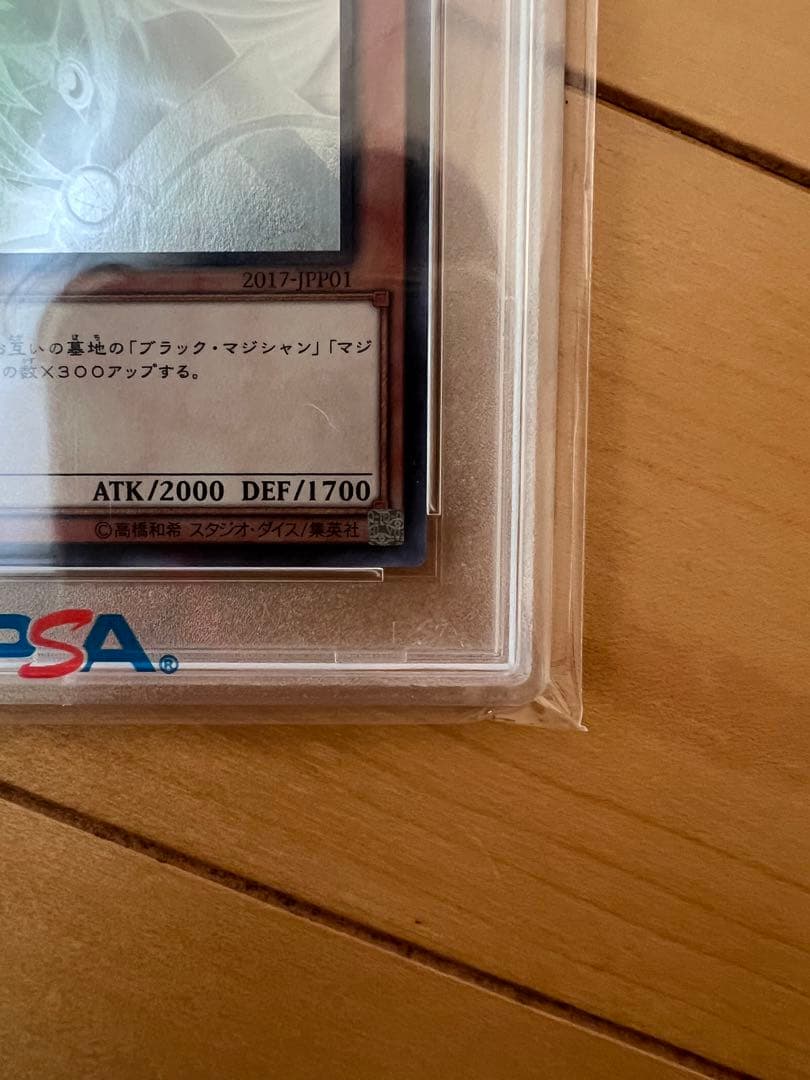 2017-JPP01
お互いの墓地の「ブラック・マジシャン」「マジ
の数×300アップする。
ATK/2000 DEF/1700
©高橋和希 スタジオ・ダイス/集英社
PSA®